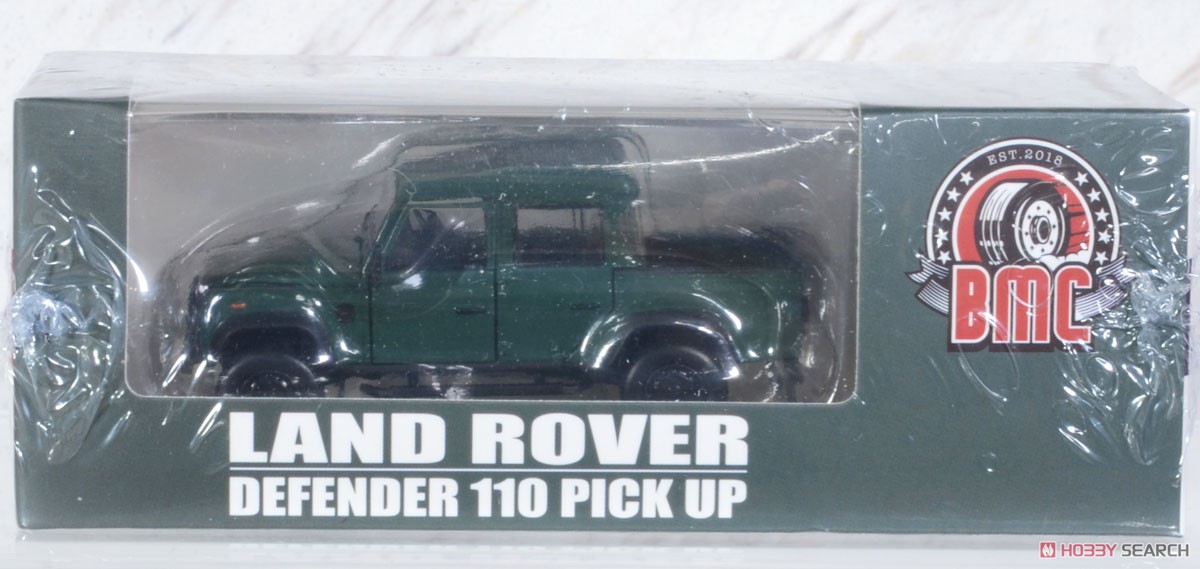 EST.2018
BMC
LAND ROVER
DEFENDER 110 PICK UP
HOBBY SEARCH